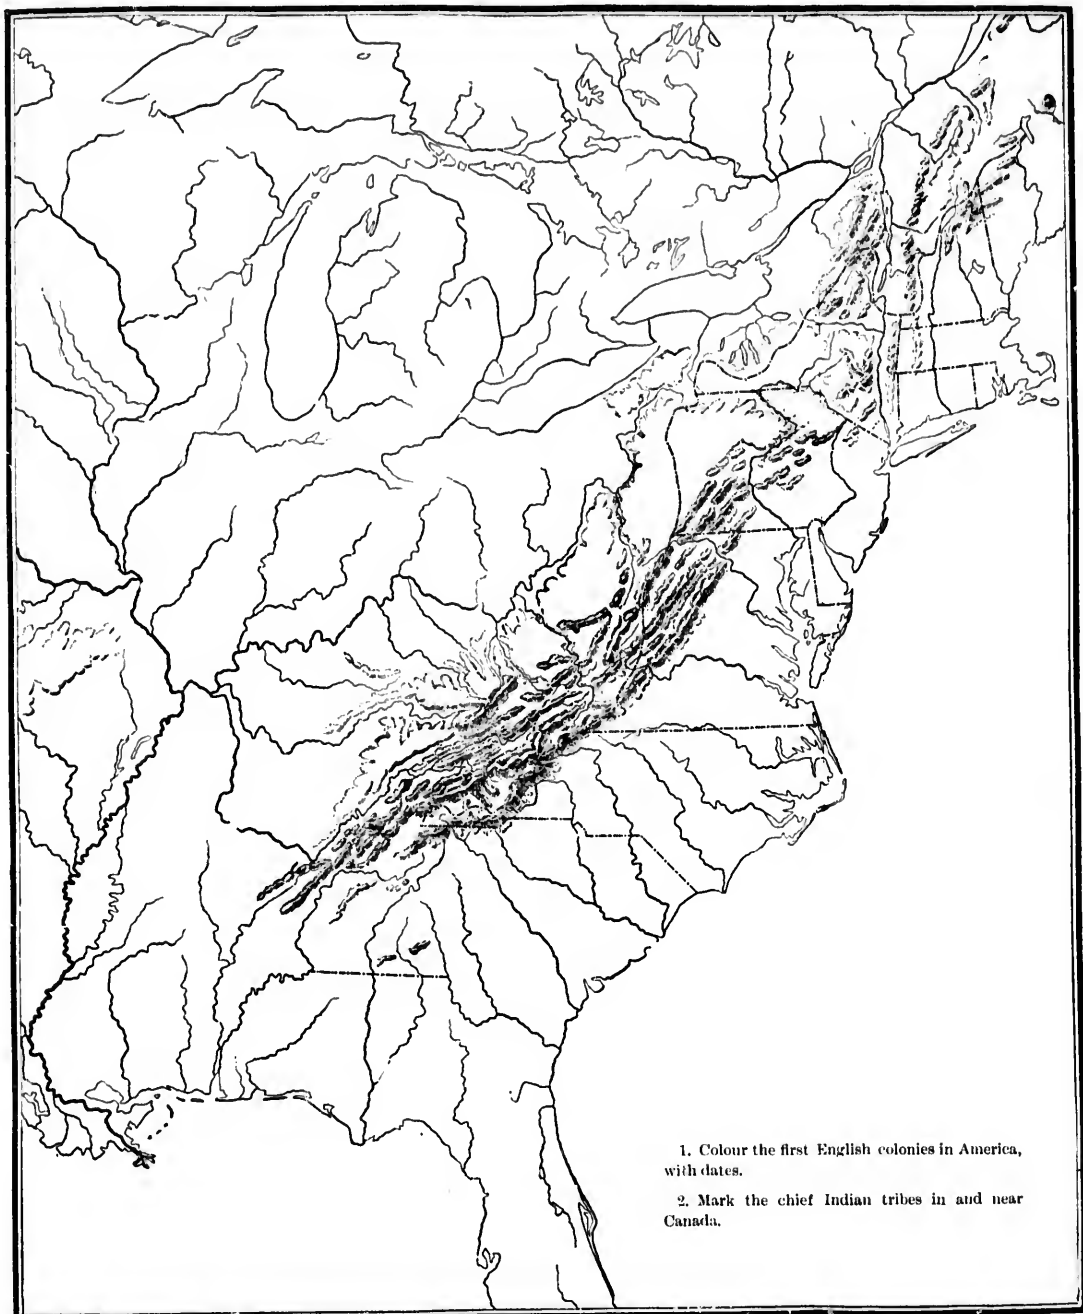 1. Colour the first English colonies in America,
with dates.
2. Mark the chief Indian tribes in and near
Canada.